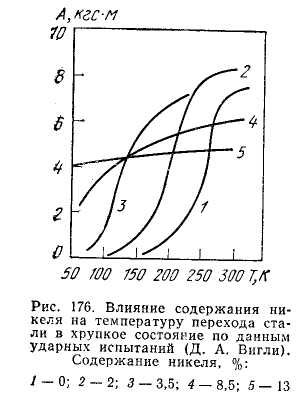 А, кгс·м
10
8
2
6
4
4
5
2
3
1
0
50 100 150 200 250 300 Т,К
Рис. 176. Влияние содержания ни-
келя на температуру перехода ста-
ли в хрупкое состояние по данным
ударных испытаний (Д. А. Вигли).
Содержание никеля, %:
1 — 0; 2 — 2; 3 — 3,5; 4 — 8,5; 5 — 13